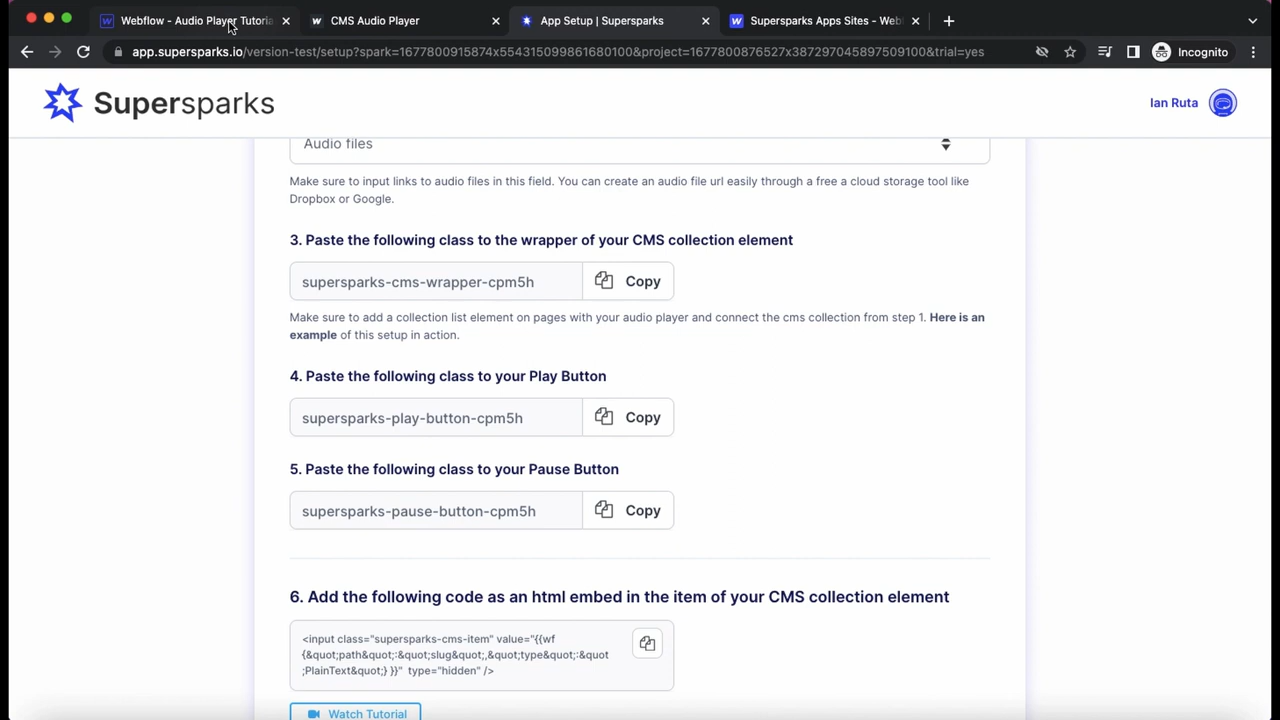 Webflow - Audio Player Tutoria
CMS Audio Player
App Setup | Supersparks
Supersparks Apps Sites - Webf
app.supersparks.io/version-test/setup?spark=1677800915874x554315099861680100&project=1677800876527x387297045897509100&trial=yes
Incognito
Supersparks
Ian Ruta
Audio files
Make sure to input links to audio files in this field. You can create an audio file url easily through a free a cloud storage tool like
Dropbox or Google.
3. Paste the following class to the wrapper of your CMS collection element
supersparks-cms-wrapper-cpm5h
Copy
Make sure to add a collection list element on pages with your audio player and connect the cms collection from step 1. Here is an
example of this setup in action.
4. Paste the following class to your Play Button
supersparks-play-button-cpm5h
Copy
5. Paste the following class to your Pause Button
supersparks-pause-button-cpm5h
Copy
6. Add the following code as an html embed in the item of your CMS collection element
<input class="supersparks-cms-item" value="{{wf
{&quot;path&quot;:&quot;slug&quot;,&quot;type&quot;:&quot
;PlainText&quot;} }}" type="hidden" />
Watch Tutorial